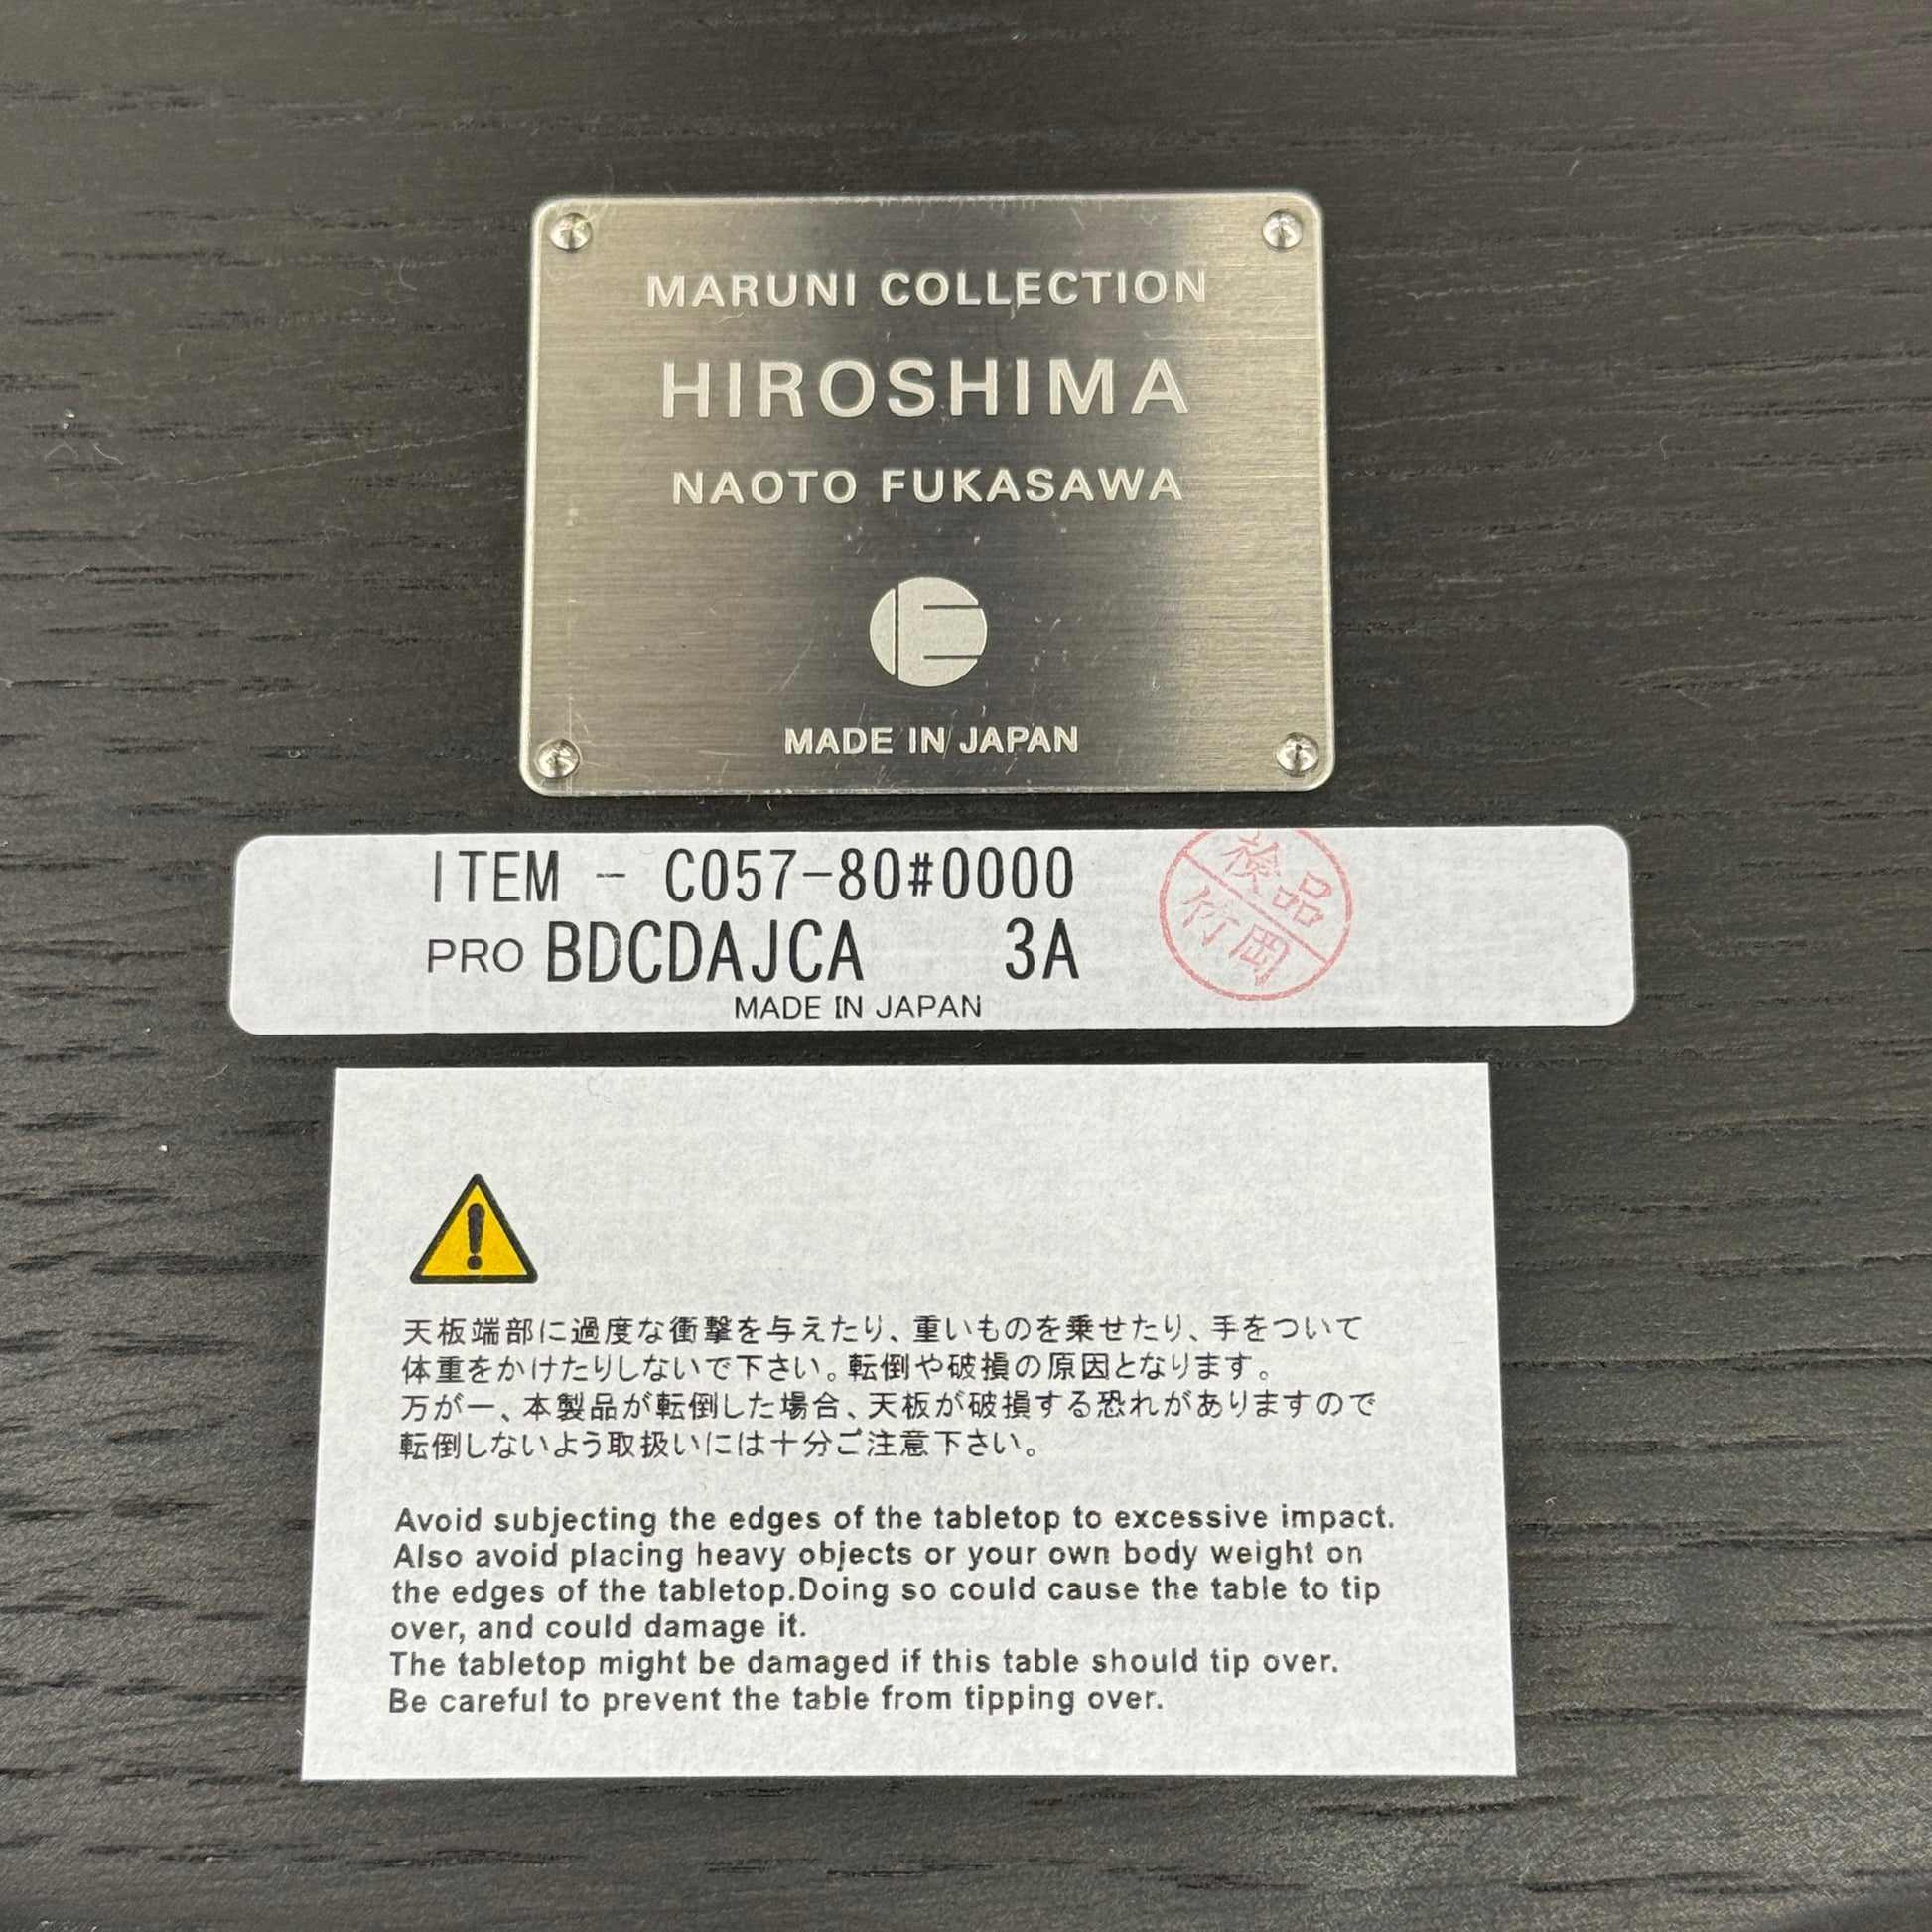 MARUNI COLLECTION
HIROSHIMA
NAOTO FUKASAWA
MADE IN JAPAN
ITEM - C057-80#0000
PRO BDCDAJCA 3A
MADE IN JAPAN
検品
竹岡
天板端部に過度な衝撃を与えたり、重いものを乗せたり、手をついて
体重をかけたりしないで下さい。転倒や破損の原因となります。
万が一、本製品が転倒した場合、天板が破損する恐れがありますので
転倒しないよう取扱いには十分ご注意下さい。
Avoid subjecting the edges of the tabletop to excessive impact.
Also avoid placing heavy objects or your own body weight on
the edges of the tabletop.Doing so could cause the table to tip
over, and could damage it.
The tabletop might be damaged if this table should tip over.
Be careful to prevent the table from tipping over.